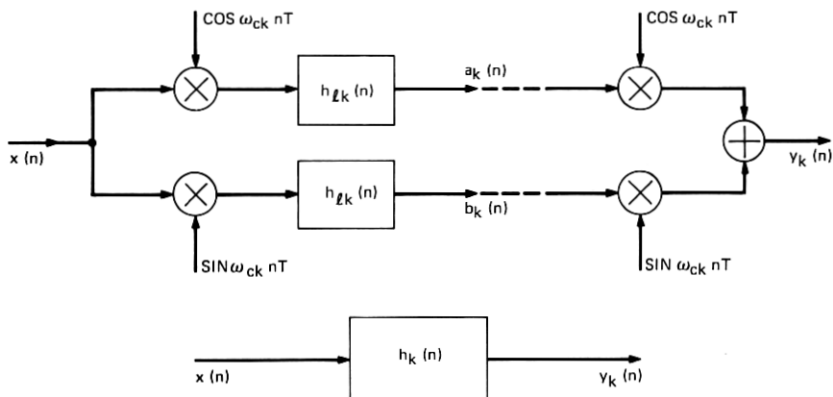 COS ω_ck nT
COS ω_ck nT
h_ℓk (n)
a_k (n)
x (n)
y_k (n)
h_ℓk (n)
b_k (n)
SIN ω_ck nT
SIN ω_ck nT
h_k (n)
x (n)
y_k (n)